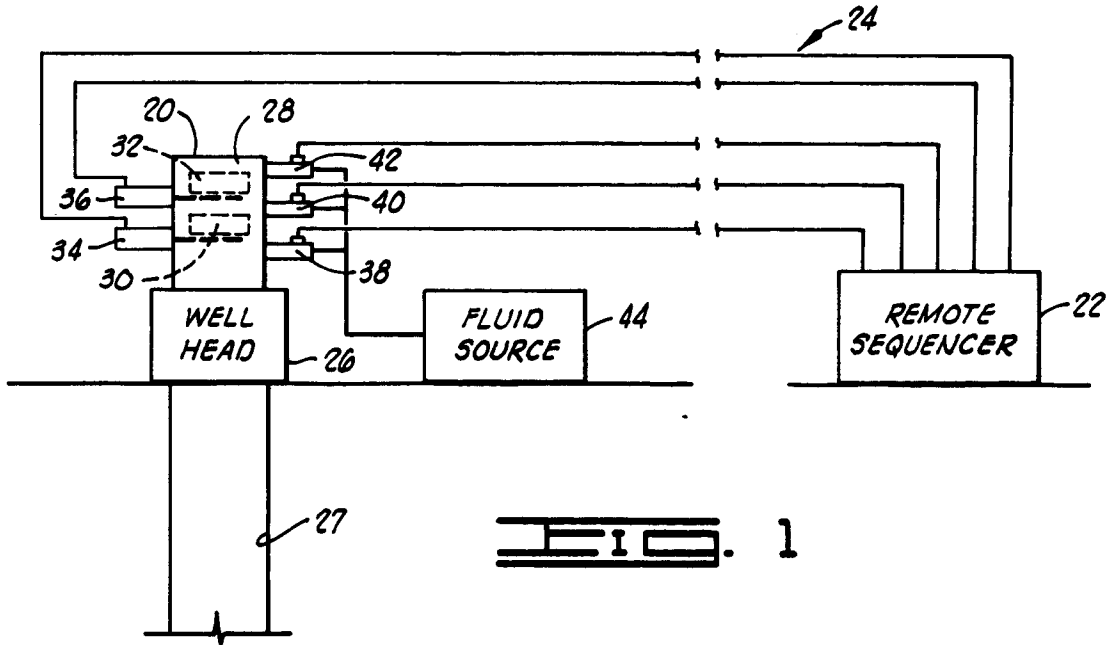 24
20
28
32
42
36
40
34
30
38
WELL
HEAD
26
FLUID
SOURCE
44
REMOTE
SEQUENCER
22
27
FIG. 1